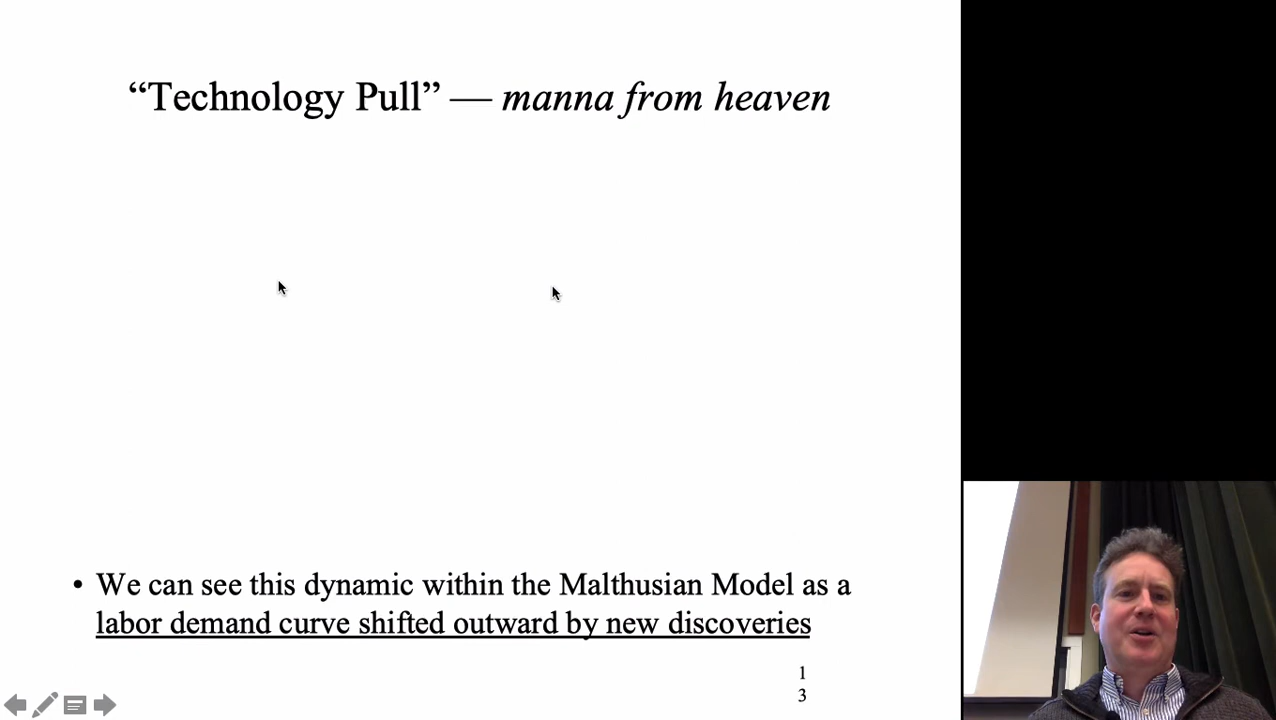 “Technology Pull” — manna from heaven
• We can see this dynamic within the Malthusian Model as a
labor demand curve shifted outward by new discoveries
1
3